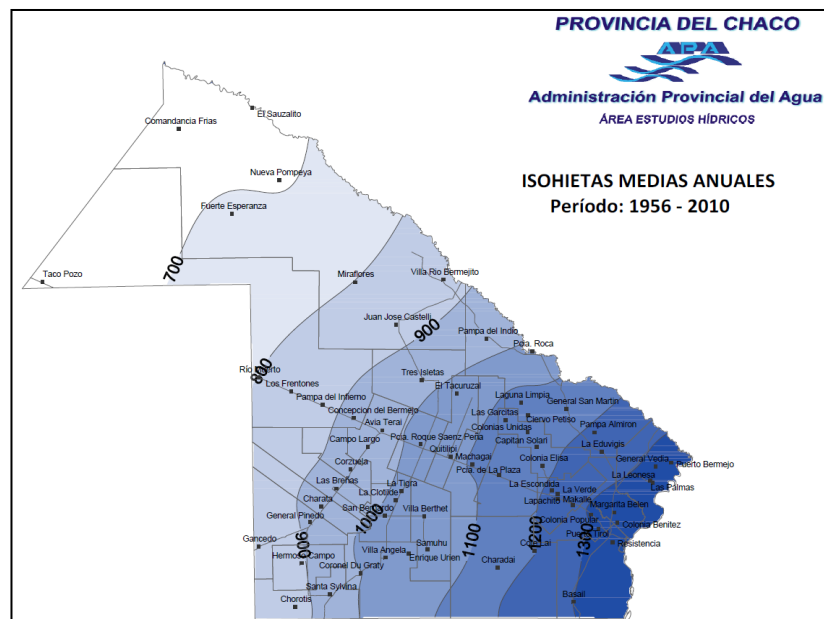 PROVINCIA DEL CHACO
APA
Administración Provincial del Agua
ÁREA ESTUDIOS HÍDRICOS
ISOHIETAS MEDIAS ANUALES
Período: 1956 - 2010
El Sauzalito
Comandancia Frias
Nueva Pompeya
Fuerte Esperanza
700
Taco Pozo
Miraflores
Villa Rio Bermejito
Juan Jose Castelli
900
Pampa del Indio
Pcia. Roca
800
Tres Isletas
Los Frentones
El Tacuruzal
Pampa del Infierno
Laguna Limpia
General San Martin
Concepcion del Bermejo
Las Garcitas
Ciervo Petiso
Avia Terai
Colonias Unidas
Pampa Almiron
Campo Largo
Pcia. Roque Saenz Peña
Capitan Solari
La Eduvigis
Quitilipi
Corzuela
Machagai
Colonia Elisa
General Vedia
Puerto Bermejo
Pcia. de La Plaza
Las Breñas
La Tigra
La Escondida
La Leonesa
Las Palmas
La Clotilde
La Verde
Charata
Lapachito
Makalle
Margarita Belen
San Bernardo
Villa Berthet
General Pinedo
1000
Colonia Popular
Colonia Benitez
1100
1200
1300
Puerto Tirol
Gancedo
900
Samuhu
Cote Lai
Resistencia
Hermoso Campo
Villa Angela
Enrique Urien
Coronel Du Graty
Charadai
Santa Sylvina
Chorotis
Basail